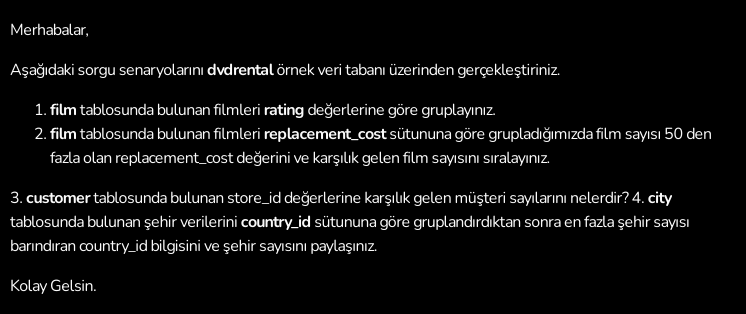 Merhabalar,
Aşağıdaki sorgu senaryolarını dvdrental örnek veri tabanı üzerinden gerçekleştiriniz.
1. film tablosunda bulunan filmleri rating değerlerine göre gruplayınız.
2. film tablosunda bulunan filmleri replacement_cost sütununa göre grupladığımızda film sayısı 50 den
fazla olan replacement_cost değerini ve karşılık gelen film sayısını sıralayınız.
3. customer tablosunda bulunan store_id değerlerine karşılık gelen müşteri sayılarını nelerdir? 4. city
tablosunda bulunan şehir verilerini country_id sütununa göre gruplandırdıktan sonra en fazla şehir sayısı
barındıran country_id bilgisini ve şehir sayısını paylaşınız.
Kolay Gelsin.